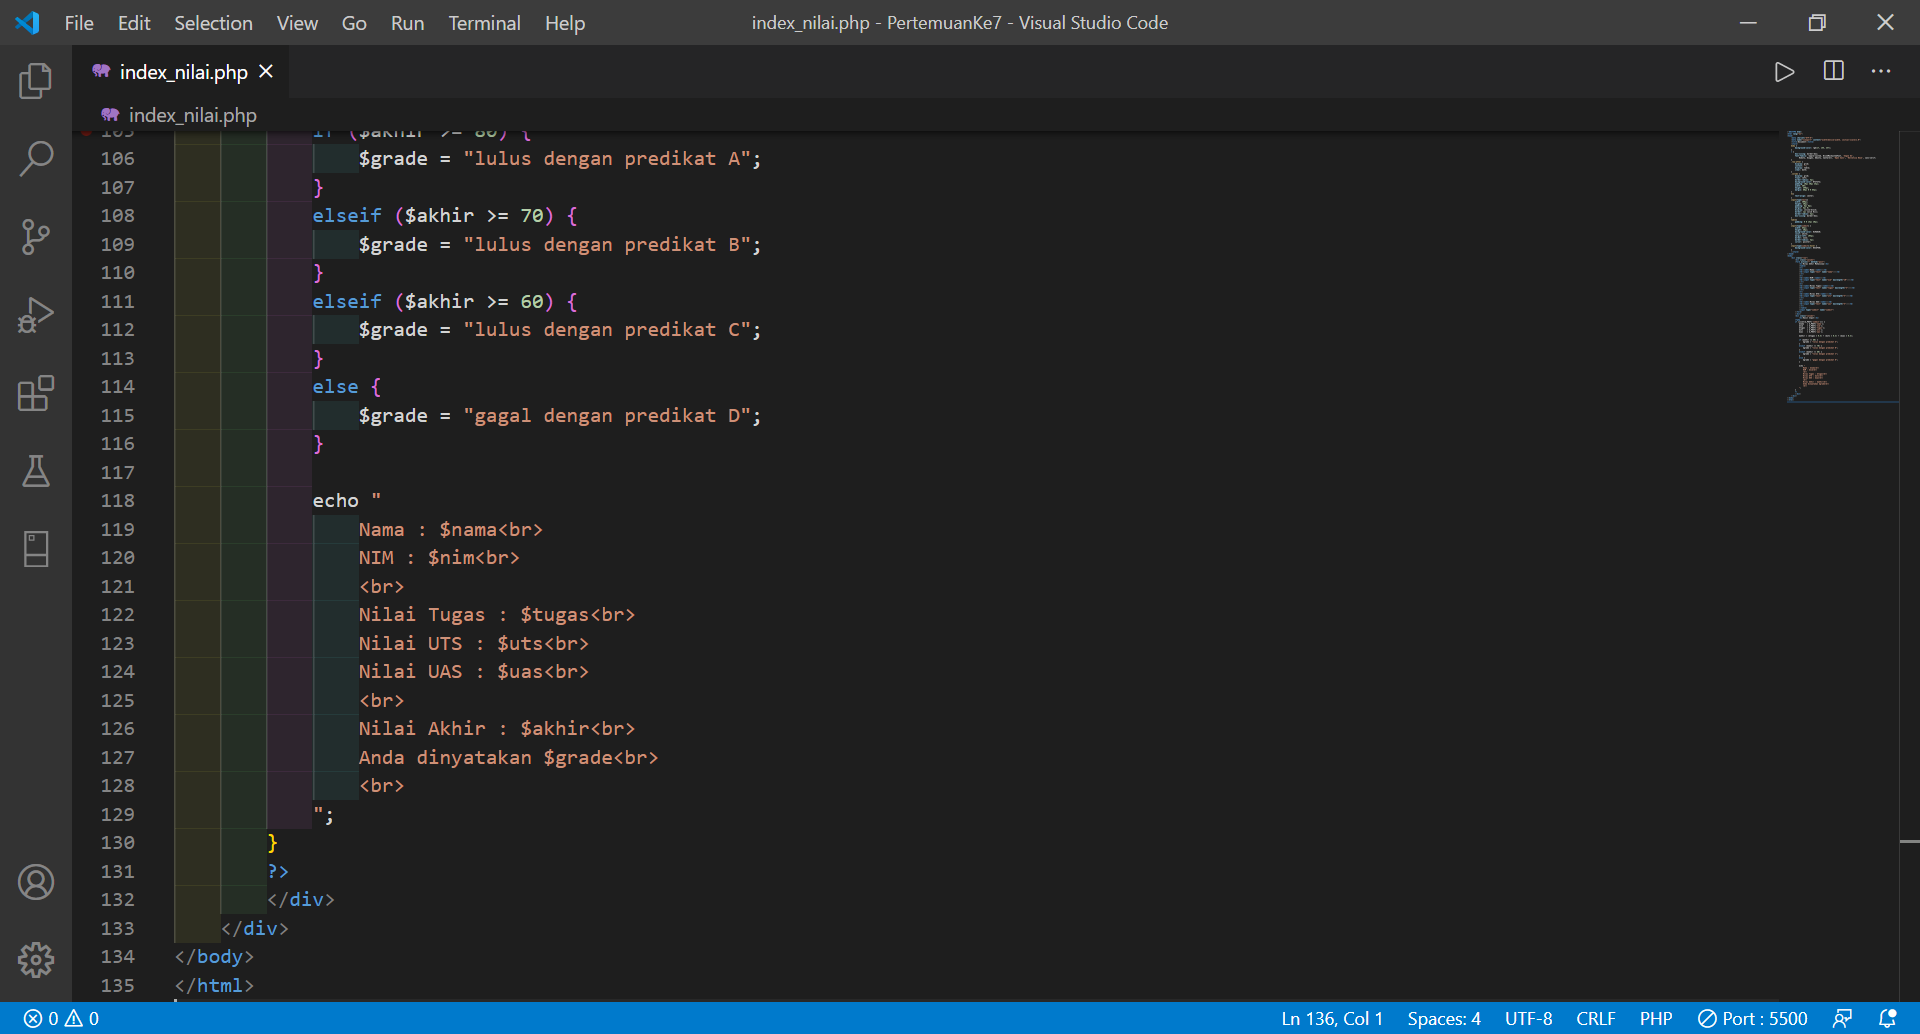 File Edit Selection View Go Run Terminal Help
index_nilai.php - PertemuanKe7 - Visual Studio Code
index_nilai.php
index_nilai.php
105 if ($akhir >= 80) {
106 $grade = "lulus dengan predikat A";
107 }
108 elseif ($akhir >= 70) {
109 $grade = "lulus dengan predikat B";
110 }
111 elseif ($akhir >= 60) {
112 $grade = "lulus dengan predikat C";
113 }
114 else {
115 $grade = "gagal dengan predikat D";
116 }
117
118 echo "
119 Nama : $nama<br>
120 NIM : $nim<br>
121 <br>
122 Nilai Tugas : $tugas<br>
123 Nilai UTS : $uts<br>
124 Nilai UAS : $uas<br>
125 <br>
126 Nilai Akhir : $akhir<br>
127 Anda dinyatakan $grade<br>
128 <br>
129 ";
130 }
131 ?>
132 </div>
133 </div>
134 </body>
135 </html>
0 0 Ln 136, Col 1 Spaces: 4 UTF-8 CRLF PHP Port : 5500